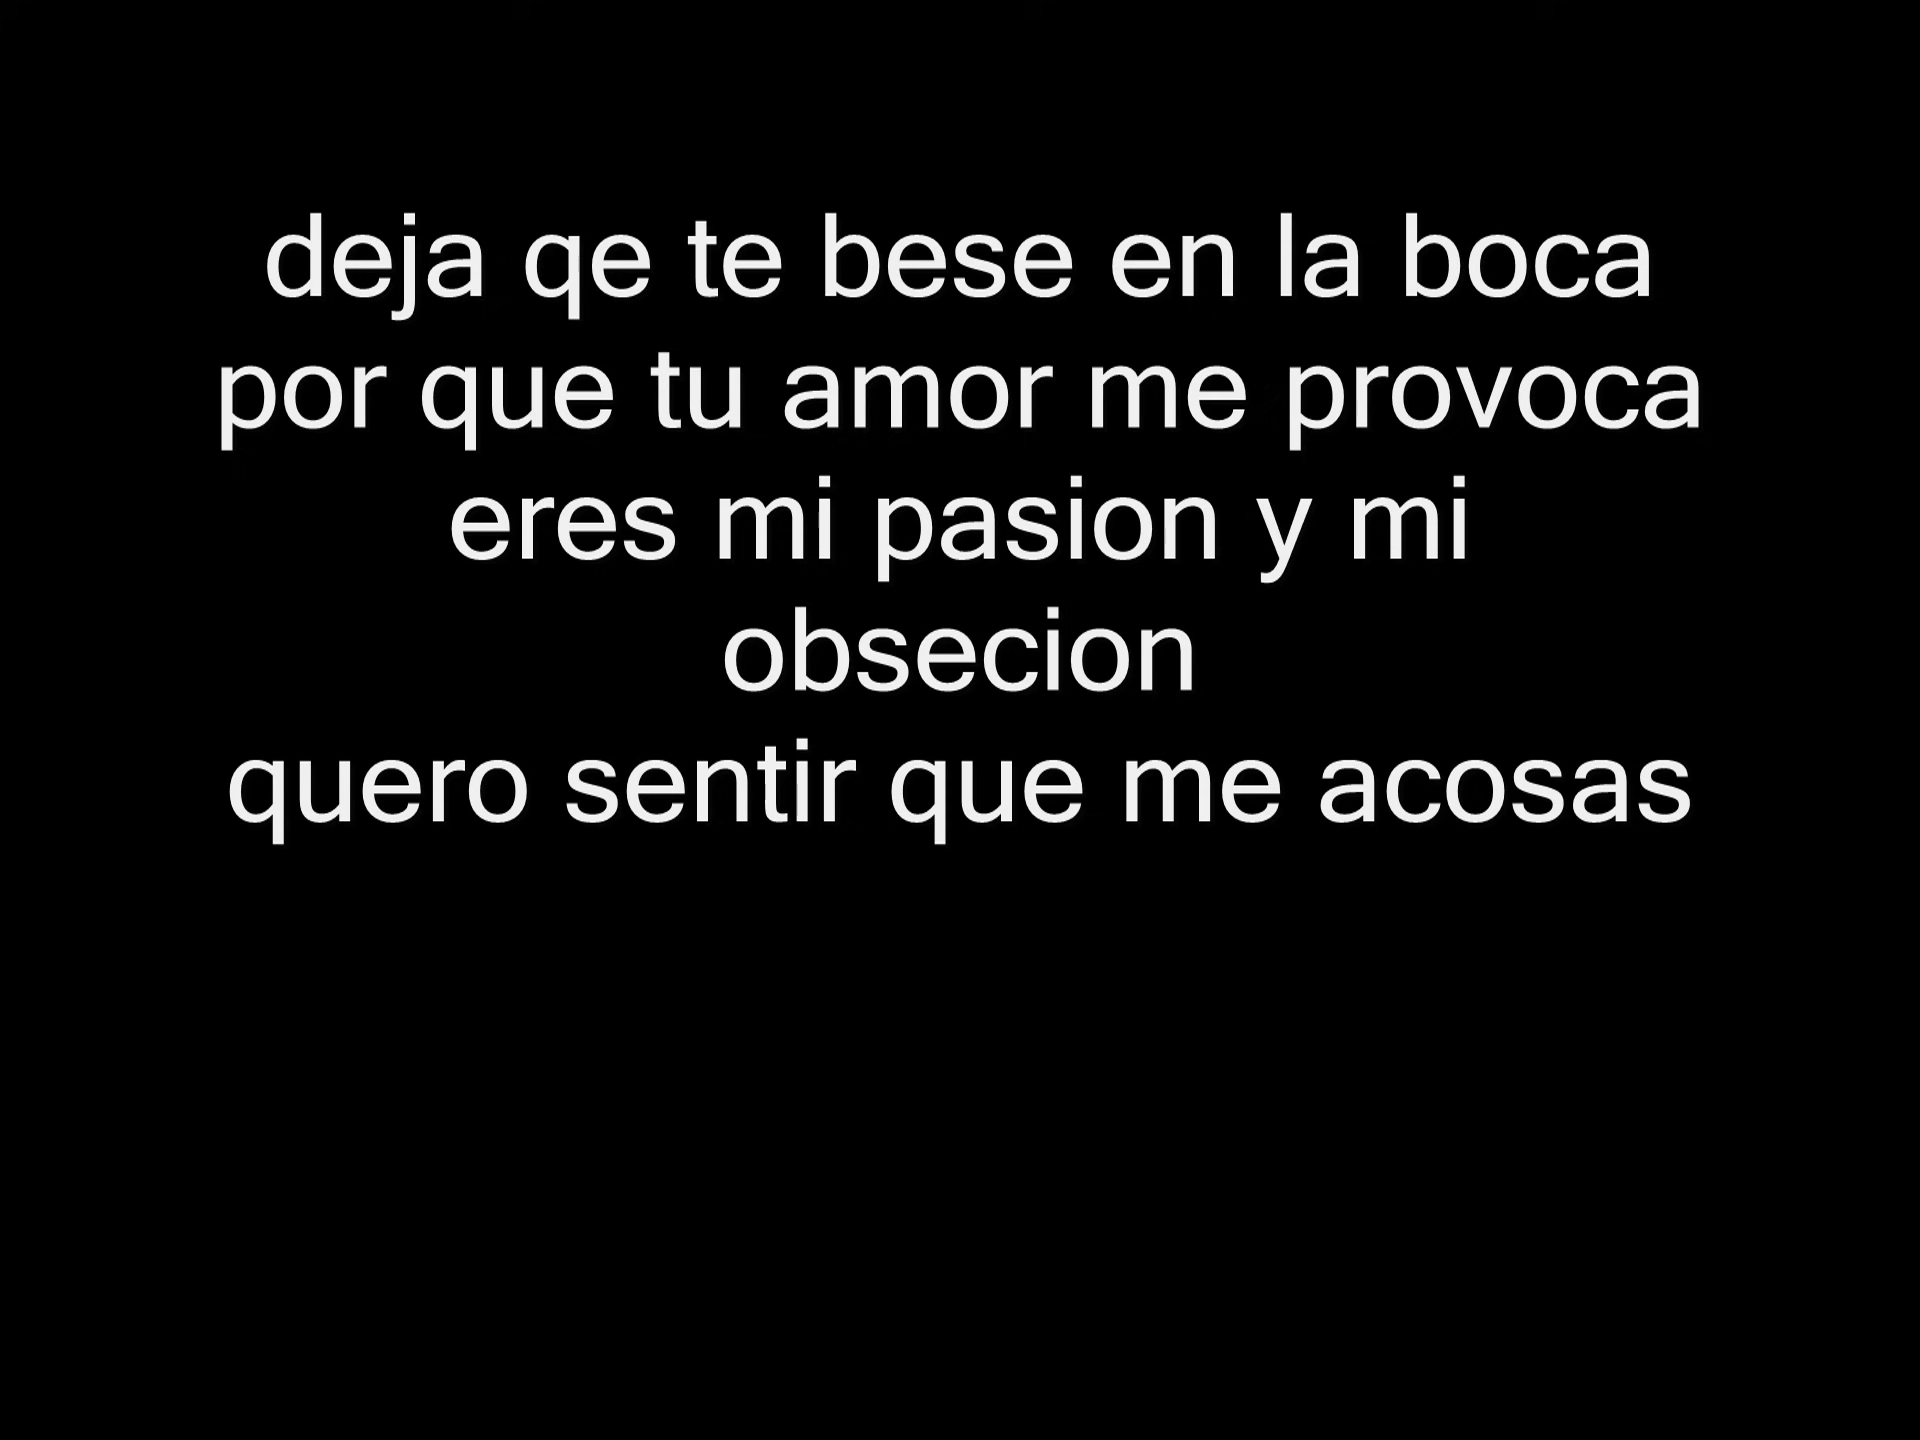 deja qe te bese en la boca
por que tu amor me provoca
eres mi pasion y mi
obsecion
quero sentir que me acosas